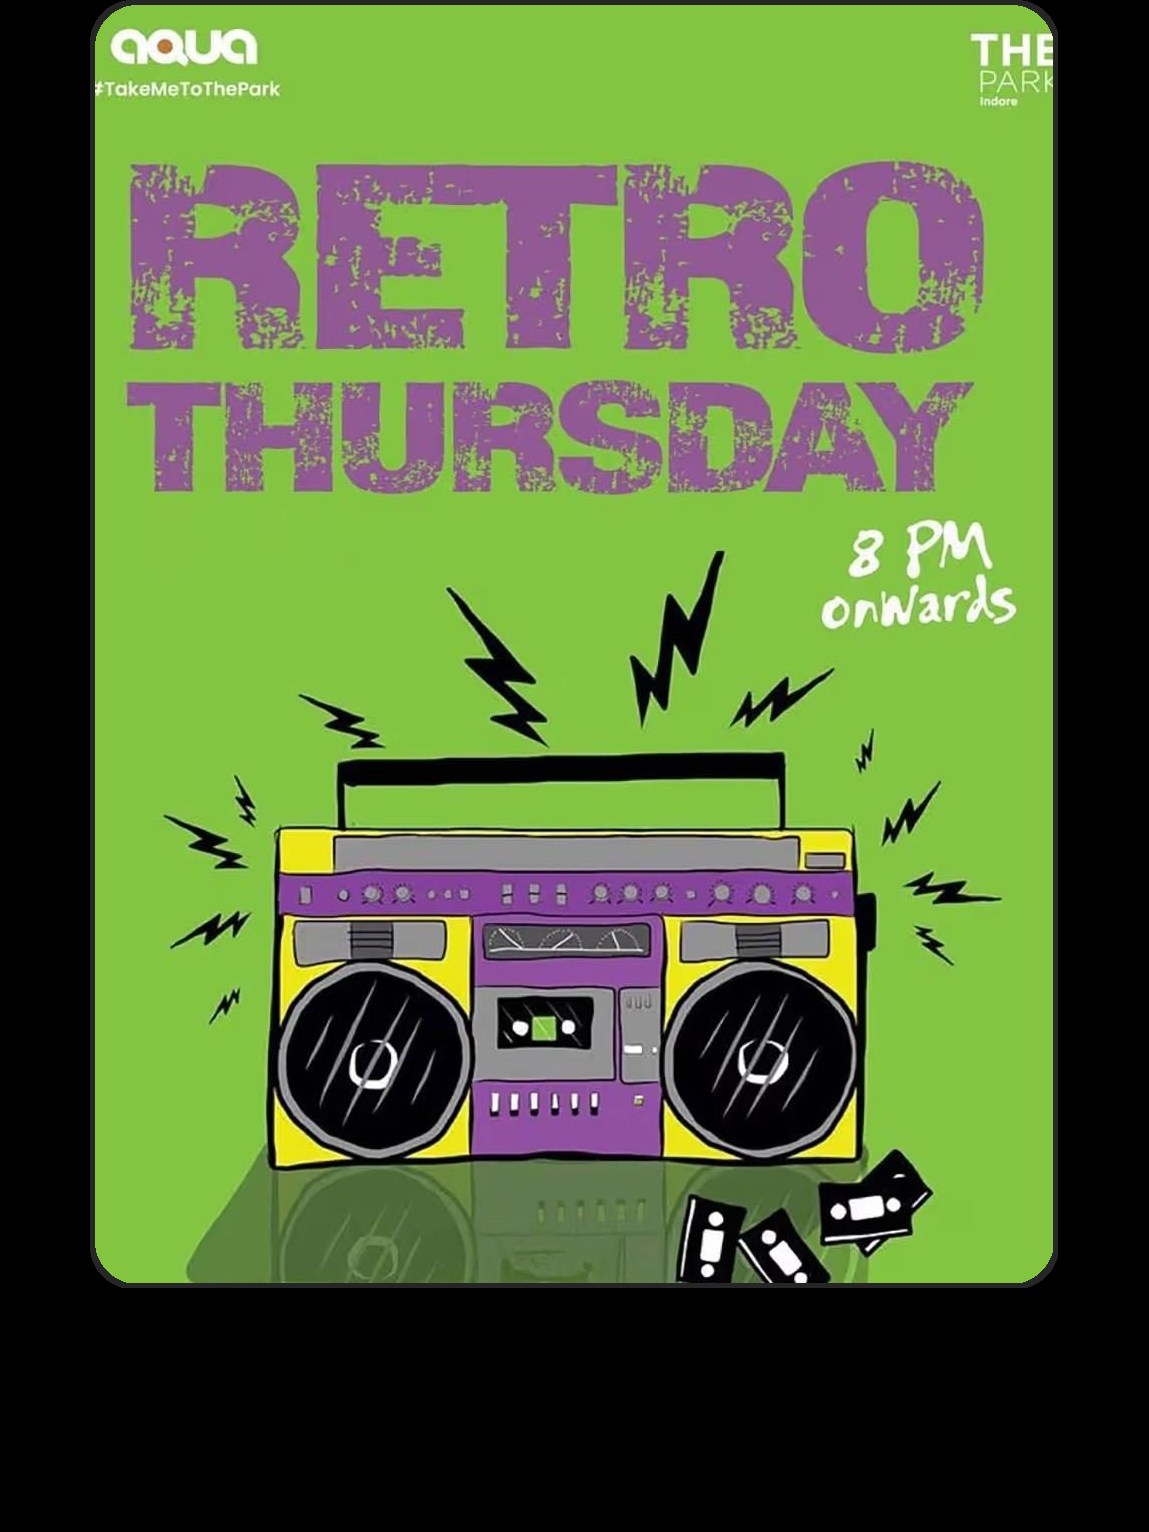 aqua
#TakeMeToThePark
THE
PARK
Indore
RETRO
THURSDAY
8 PM
onwards